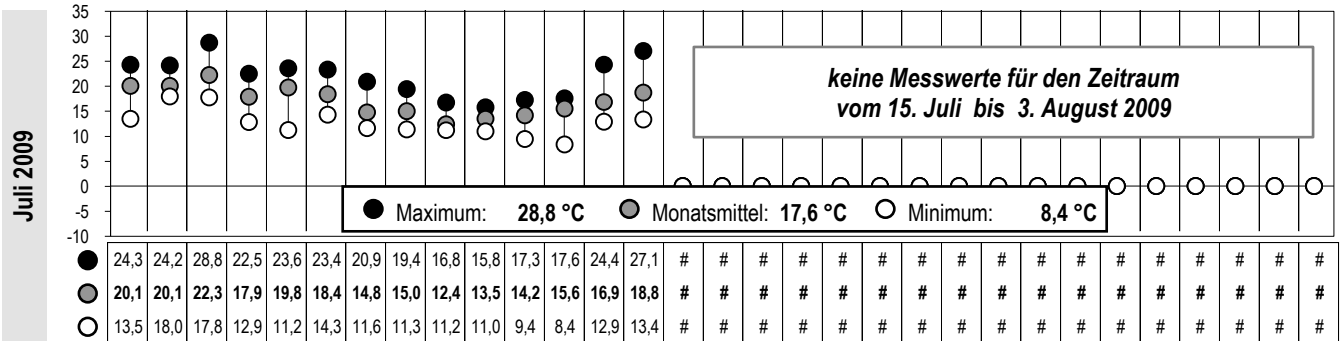 Juli 2009
35
30
25
20
15
10
5
0
-5
-10
keine Messwerte für den Zeitraum
vom 15. Juli bis 3. August 2009
Maximum: 28,8 °C Monatsmittel: 17,6 °C Minimum: 8,4 °C
24,3 24,2 28,8 22,5 23,6 23,4 20,9 19,4 16,8 15,8 17,3 17,6 24,4 27,1 # # # # # # # # # # # # # # # # #
20,1 20,1 22,3 17,9 19,8 18,4 14,8 15,0 12,4 13,5 14,2 15,6 16,9 18,8 # # # # # # # # # # # # # # # # #
13,5 18,0 17,8 12,9 11,2 14,3 11,6 11,3 11,2 11,0 9,4 8,4 12,9 13,4 # # # # # # # # # # # # # # # # #